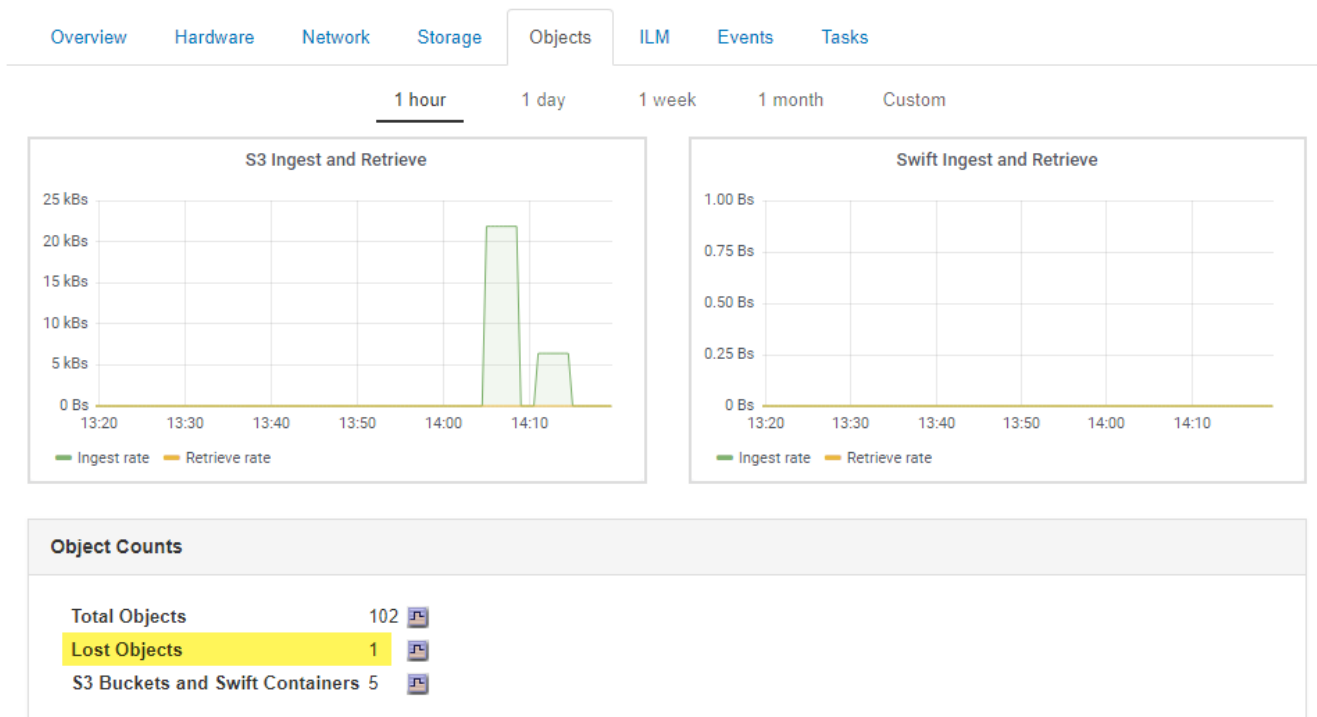 Overview Hardware Network Storage Objects ILM Events Tasks
1 hour 1 day 1 week 1 month Custom
S3 Ingest and Retrieve
25 kBs
20 kBs
15 kBs
10 kBs
5 kBs
0 Bs
13:20 13:30 13:40 13:50 14:00 14:10
Ingest rate Retrieve rate
Swift Ingest and Retrieve
1.00 Bs
0.75 Bs
0.50 Bs
0.25 Bs
0 Bs
13:20 13:30 13:40 13:50 14:00 14:10
Ingest rate Retrieve rate
Object Counts
Total Objects 102
Lost Objects 1
S3 Buckets and Swift Containers 5